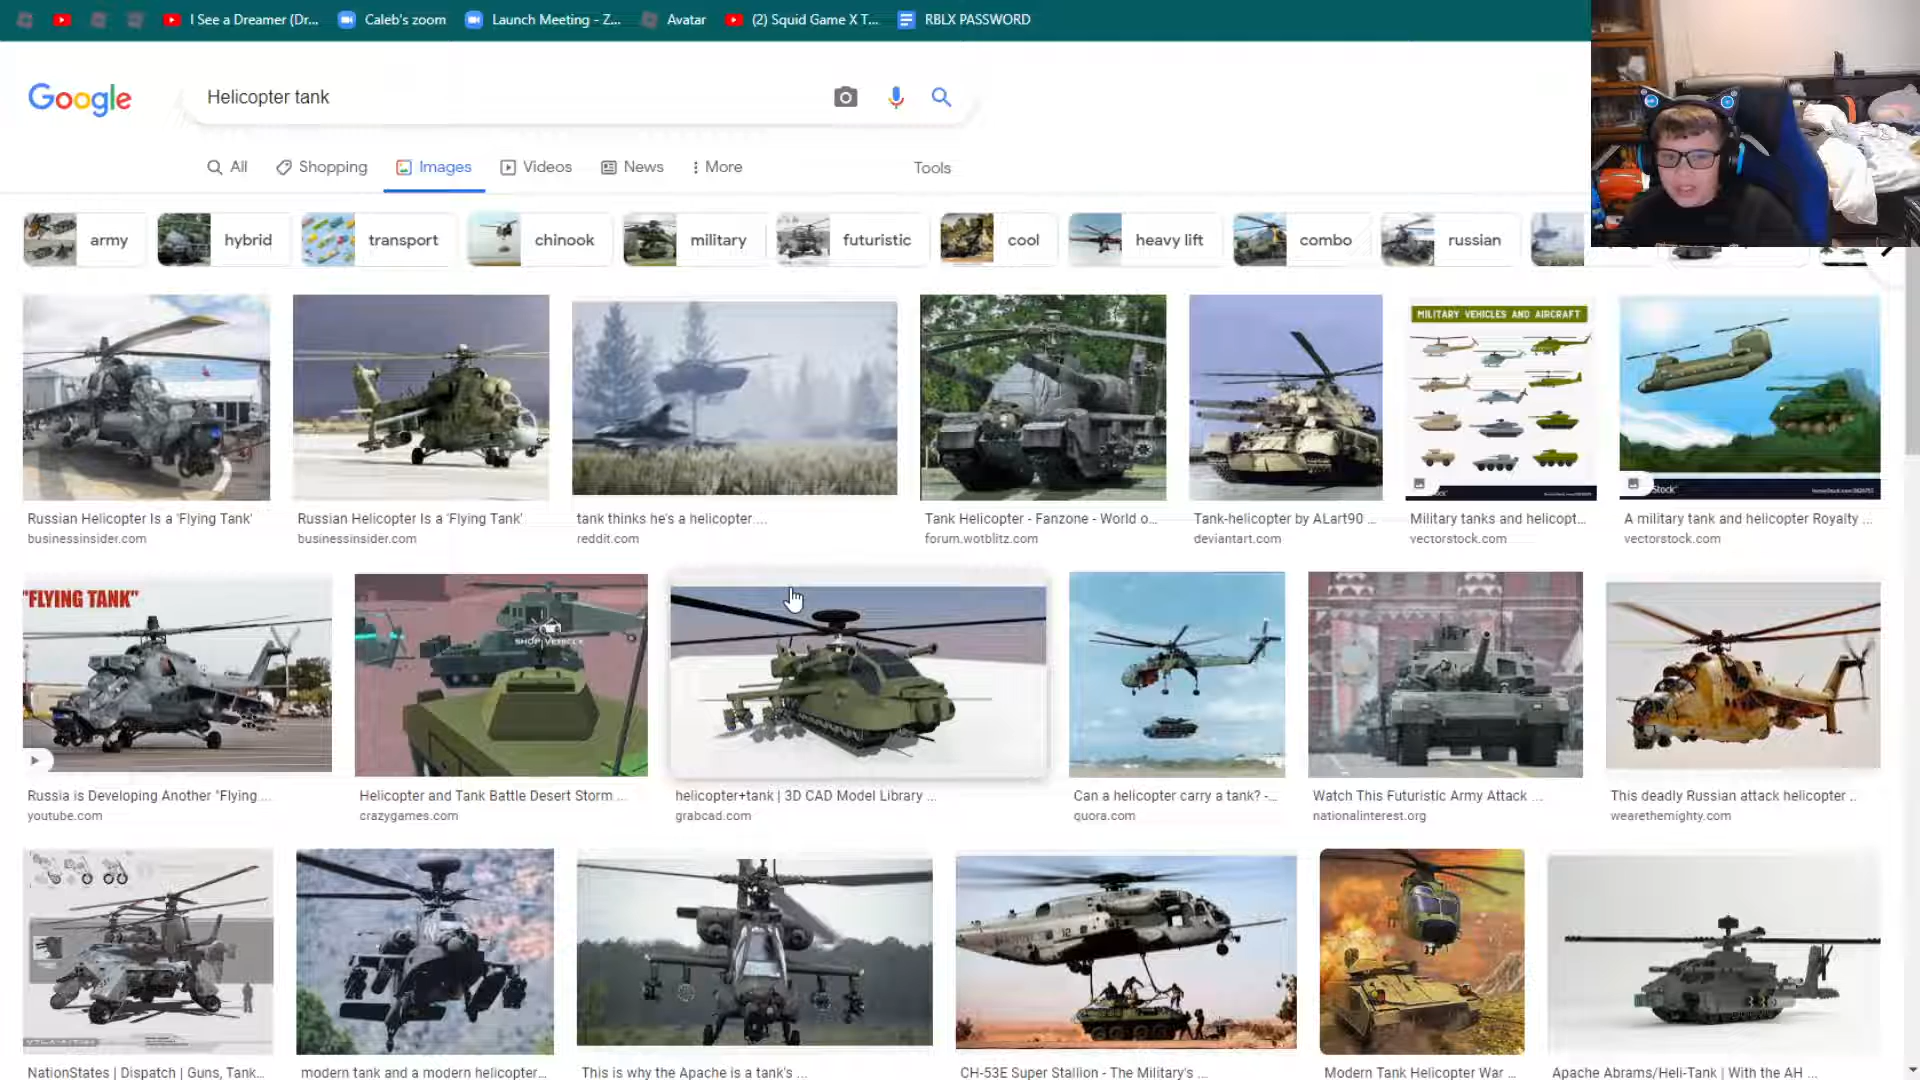 I See a Dreamer (Dr...
Caleb's zoom
Launch Meeting - Z...
Avatar
(2) Squid Game X T...
RBLX PASSWORD
Google
Helicopter tank
All
Shopping
Images
Videos
News
More
Tools
army
hybrid
transport
chinook
military
futuristic
cool
heavy lift
combo
russian
MILITARY VEHICLES AND AIRCRAFT
Russian Helicopter Is a 'Flying Tank'
businessinsider.com
Russian Helicopter Is a 'Flying Tank'
businessinsider.com
tank thinks he's a helicopter....
reddit.com
Tank Helicopter - Fanzone - World o...
forum.wotblitz.com
Tank-helicopter by ALart90 ...
deviantart.com
Military tanks and helicopt...
vectorstock.com
A military tank and helicopter Royalty ...
vectorstock.com
"FLYING TANK"
SHOP VEHICLE
Russia is Developing Another "Flying ...
youtube.com
Helicopter and Tank Battle Desert Storm ...
crazygames.com
helicopter+tank | 3D CAD Model Library ...
grabcad.com
Can a helicopter carry a tank? -...
quora.com
Watch This Futuristic Army Attack ...
nationalinterest.org
This deadly Russian attack helicopter ..
wearethemighty.com
NationStates | Dispatch | Guns, Tank...
modern tank and a modern helicopter...
This is why the Apache is a tank's ...
CH-53E Super Stallion - The Military's ...
Modern Tank Helicopter War ...
Apache Abrams/Heli-Tank | With the AH ...